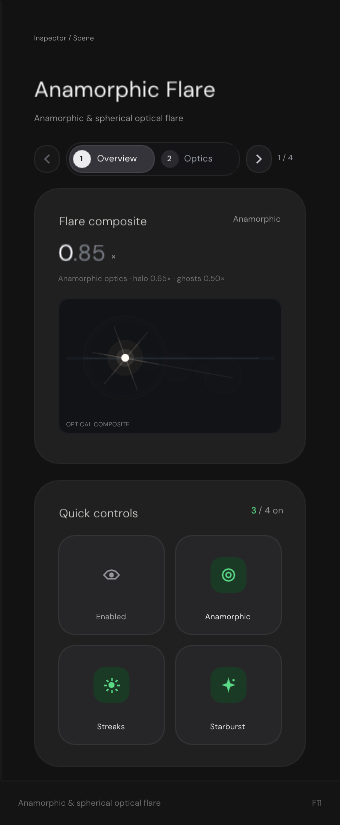 Inspector / Scene
Anamorphic Flare
Anamorphic & spherical optical flare
1 Overview 2 Optics 1 / 4
Flare composite Anamorphic
0.85 ×
Anamorphic optics · halo 0.65× · ghosts 0.50×
OPTICAL COMPOSITE
Quick controls 3 / 4 on
Enabled Anamorphic
Streaks Starburst
Anamorphic & spherical optical flare F11